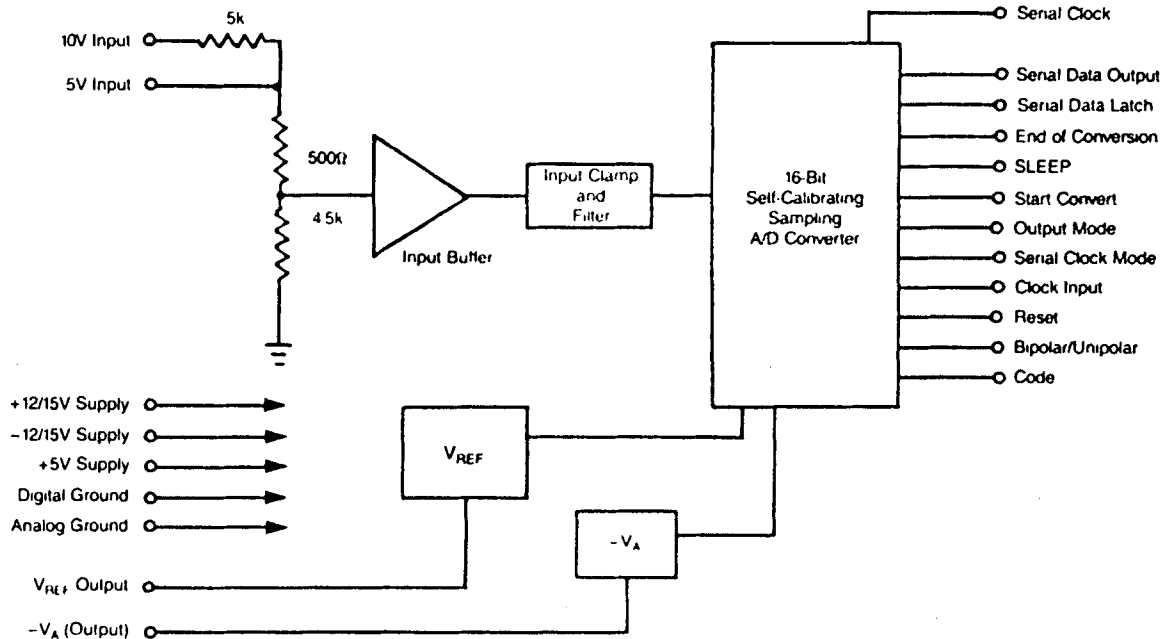 5k
10V Input
5V Input
500Ω
4.5k
Input Buffer
Input Clamp
and
Filter
16-Bit
Self-Calibrating
Sampling
A/D Converter
Serial Clock
Serial Data Output
Serial Data Latch
End of Conversion
SLEEP
Start Convert
Output Mode
Serial Clock Mode
Clock Input
Reset
Bipolar/Unipolar
Code
+12/15V Supply
−12/15V Supply
+5V Supply
Digital Ground
Analog Ground
VREF Output
−VA (Output)
VREF
−VA